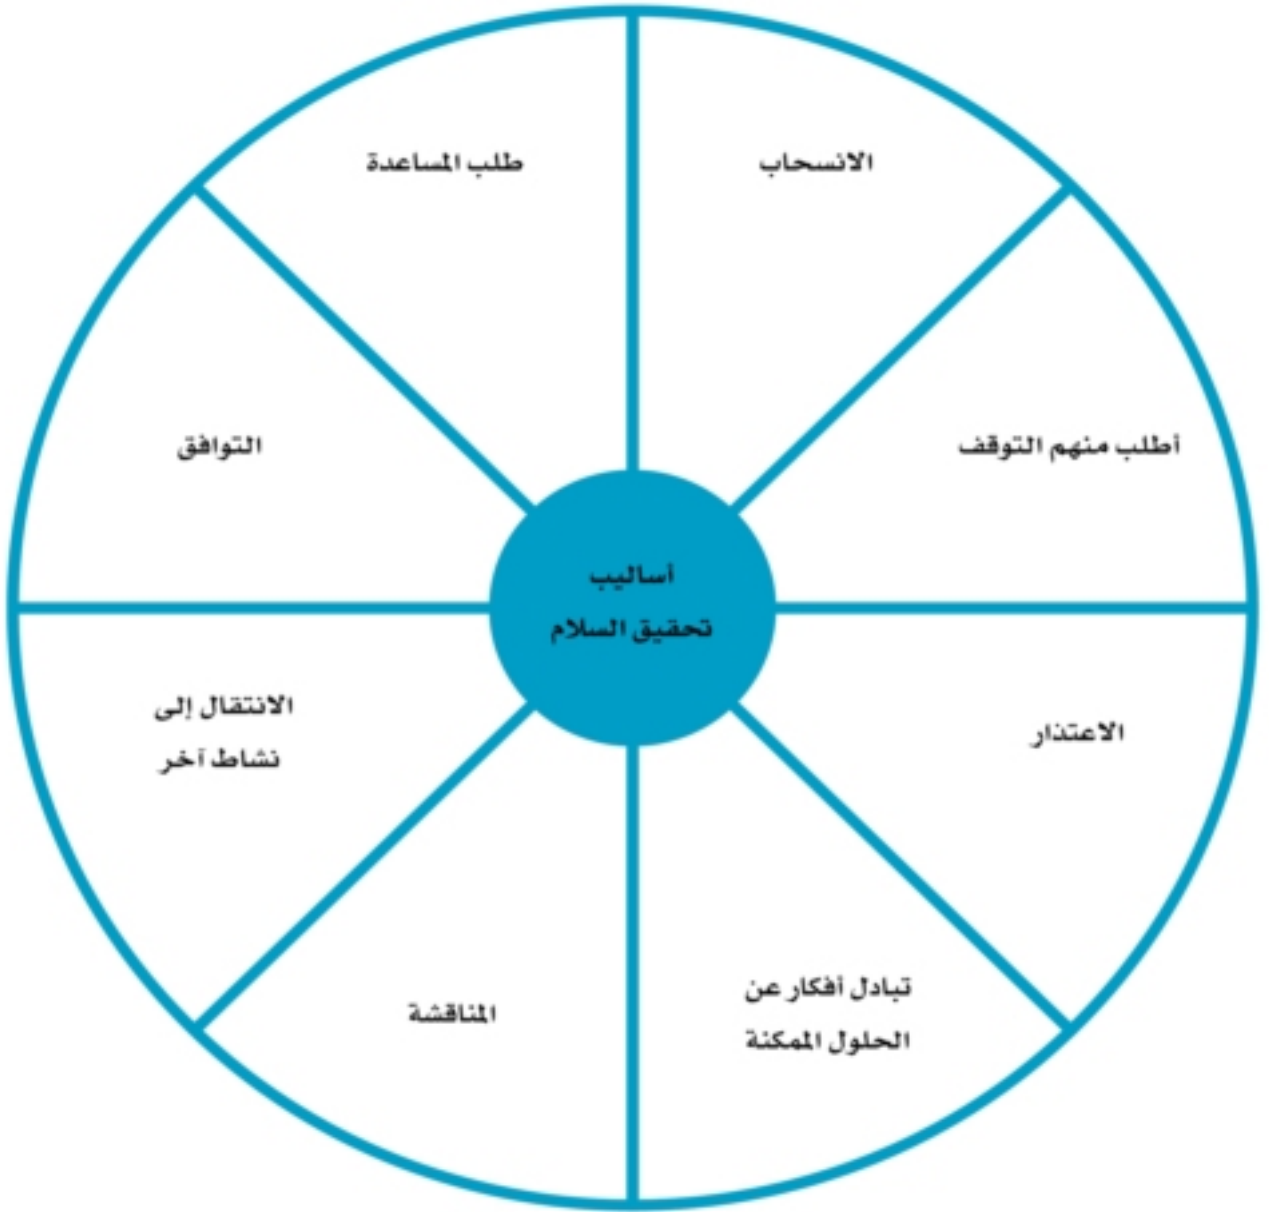 الانسحاب
طلب المساعدة
أطلب منهم التوقف
التوافق
أساليب
تحقيق السلام
الاعتذار
الانتقال إلى
نشاط آخر
تبادل أفكار عن
الحلول الممكنة
المناقشة